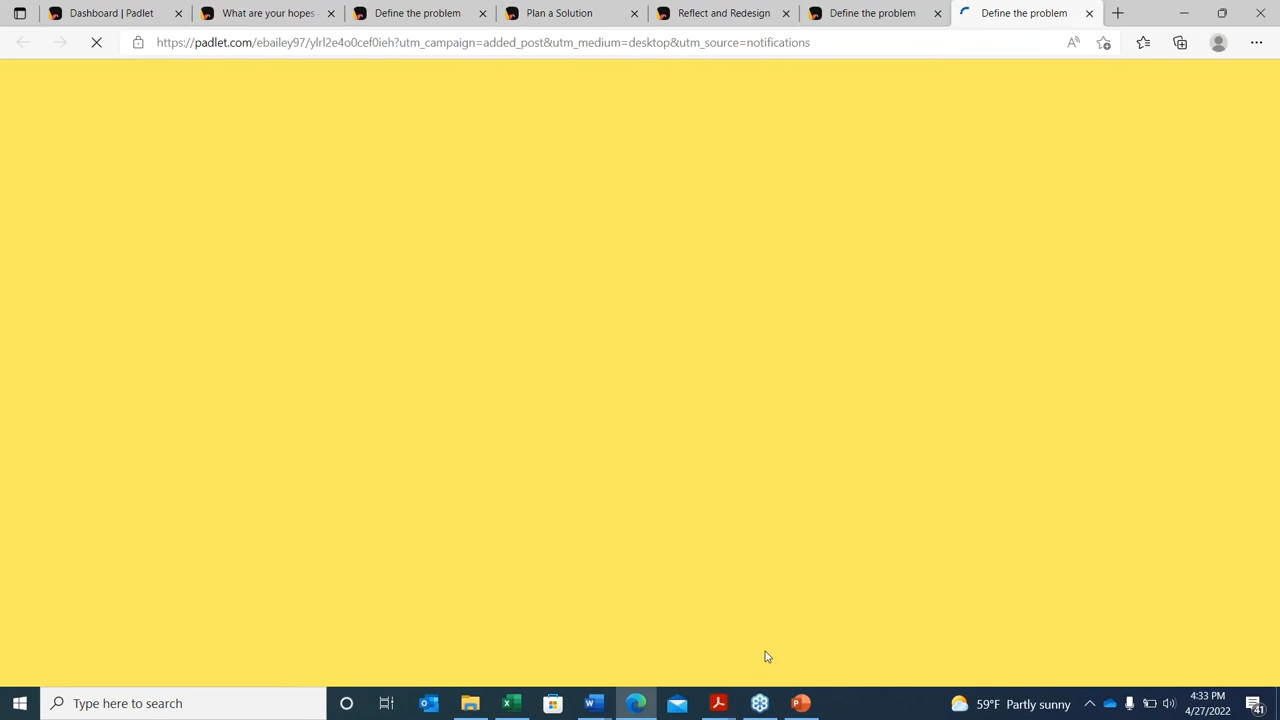 Dashboard | Padlet
What are your hopes
Define the problem
Plan a Solution
Reflect and Redesign
Define the problem
Define the problem
https://padlet.com/ebailey97/ylrl2e4o0cef0ieh?utm_campaign=added_post&utm_medium=desktop&utm_source=notifications
Type here to search
59°F Partly sunny
4:33 PM
4/27/2022
41